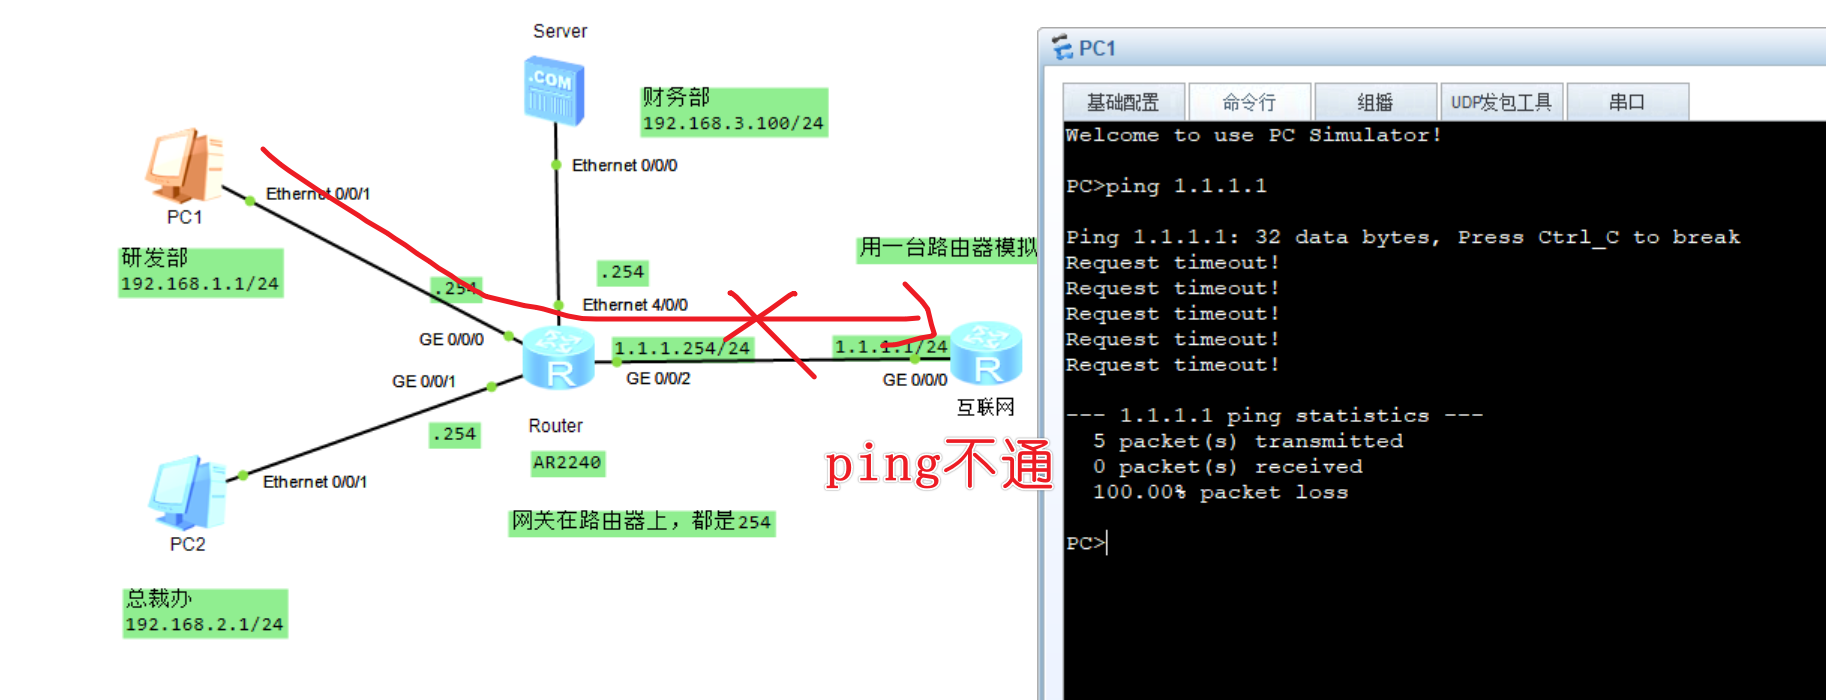 Server
.COM
财务部
192.168.3.100/24
Ethernet 0/0/0
Ethernet 0/0/1
PC1
研发部
192.168.1.1/24
.254
.254
Ethernet 4/0/0
用一台路由器模拟
GE 0/0/0
1.1.1.254/24
1.1.1.1/24
R
R
GE 0/0/1
GE 0/0/2
GE 0/0/0
互联网
.254
Router
AR2240
ping不通
Ethernet 0/0/1
PC2
网关在路由器上，都是254
总裁办
192.168.2.1/24
PC1
基础配置 命令行 组播 UDP发包工具 串口
Welcome to use PC Simulator!
PC>ping 1.1.1.1
Ping 1.1.1.1: 32 data bytes, Press Ctrl_C to break
Request timeout!
Request timeout!
Request timeout!
Request timeout!
Request timeout!
--- 1.1.1.1 ping statistics ---
5 packet(s) transmitted
0 packet(s) received
100.00% packet loss
PC>